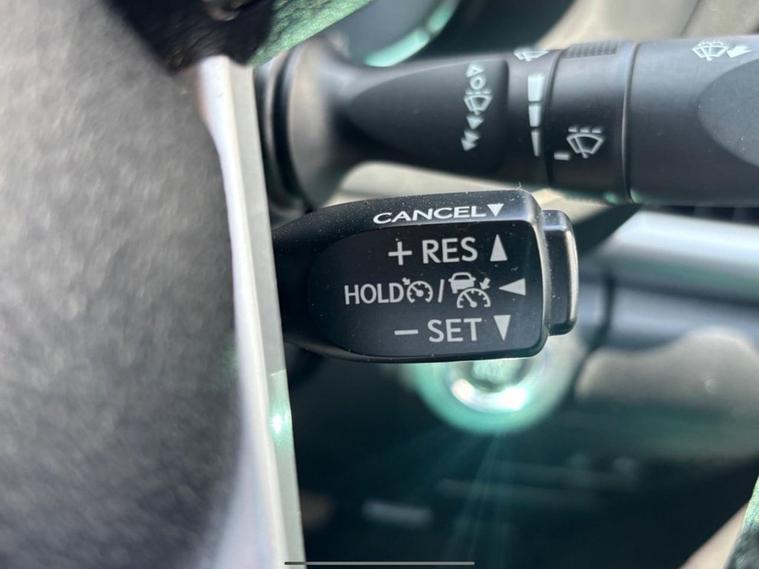 CANCEL
+ RES
HOLD /
− SET